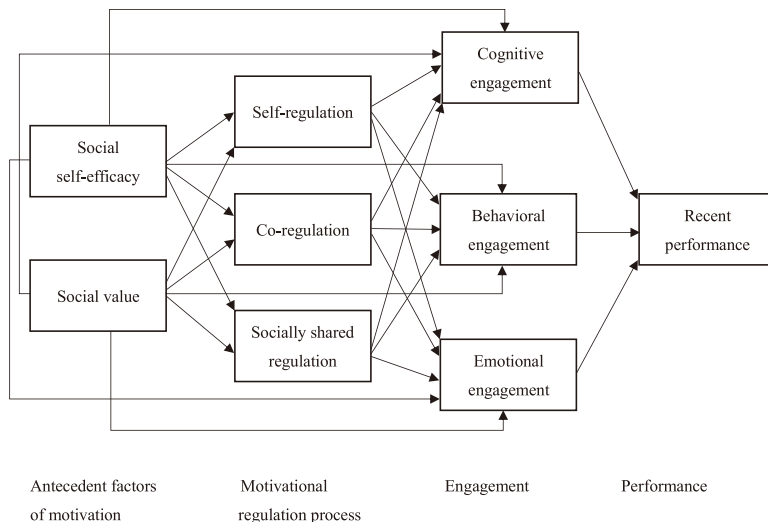 Cognitive
engagement
Self-regulation
Social
self-efficacy
Co-regulation
Behavioral
engagement
Recent
performance
Social value
Socially shared
regulation
Emotional
engagement
Antecedent factors
of motivation
Motivational
regulation process
Engagement
Performance